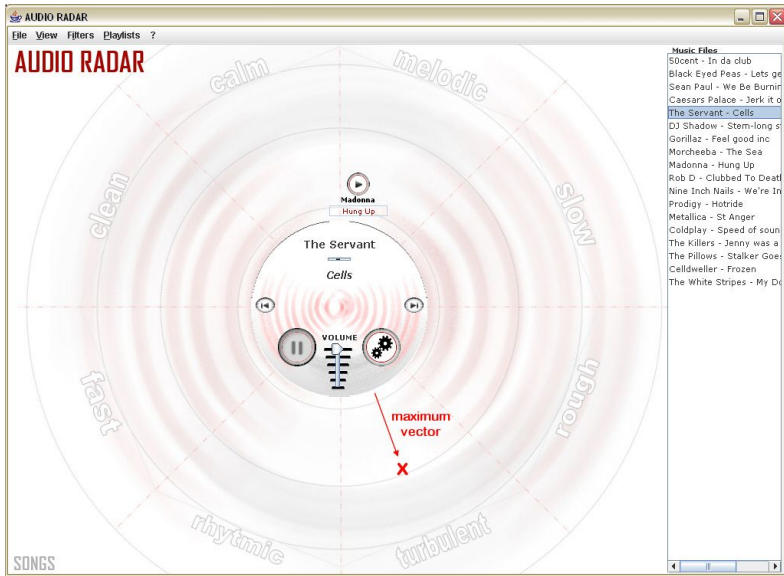 AUDIO RADAR
File View Filters Playlists ?
AUDIO RADAR
calm
melodic
clean
slow
fast
rough
rhytmic
turbulent
Madonna
Hung Up
The Servant
Cells
VOLUME
maximum
vector
SONGS
Music Files
50cent - In da club
Black Eyed Peas - Lets ge
Sean Paul - We Be Burnin
Caesars Palace - Jerk it o
The Servant - Cells
DJ Shadow - Stem-long s
Gorillaz - Feel good inc
Morcheeba - The Sea
Madonna - Hung Up
Rob D - Clubbed To Deat
Nine Inch Nails - We're In
Prodigy - Hotride
Metallica - St Anger
Coldplay - Speed of soun
The Killers - Jenny was a
The Pillows - Stalker Goes
Celldweller - Frozen
The White Stripes - My Do